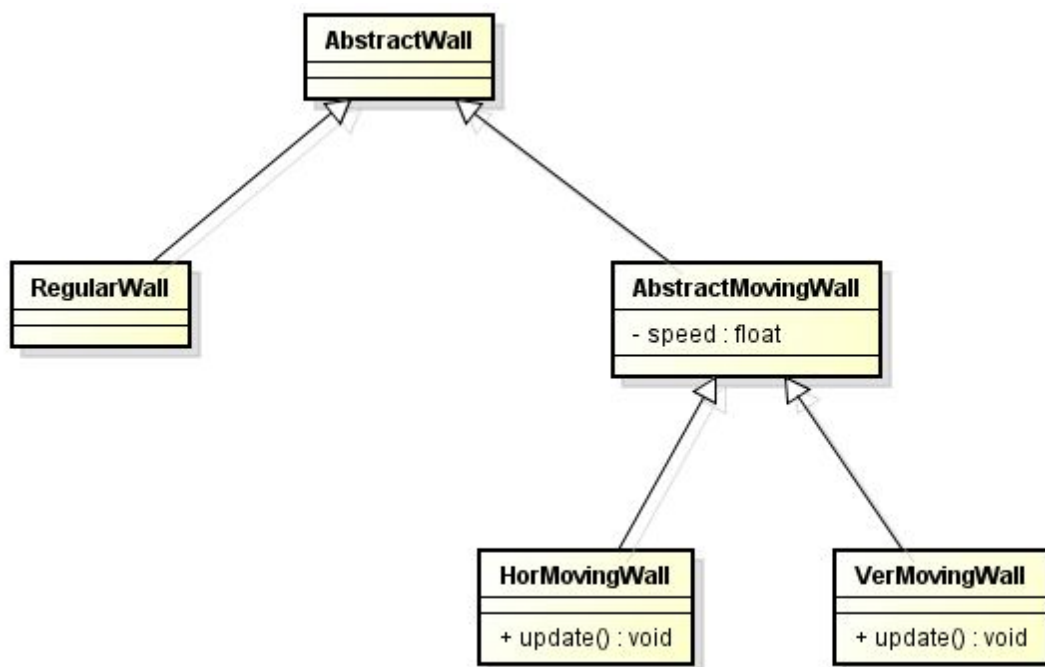 AbstractWall
RegularWall
AbstractMovingWall
- speed : float
HorMovingWall
+ update() : void
VerMovingWall
+ update() : void